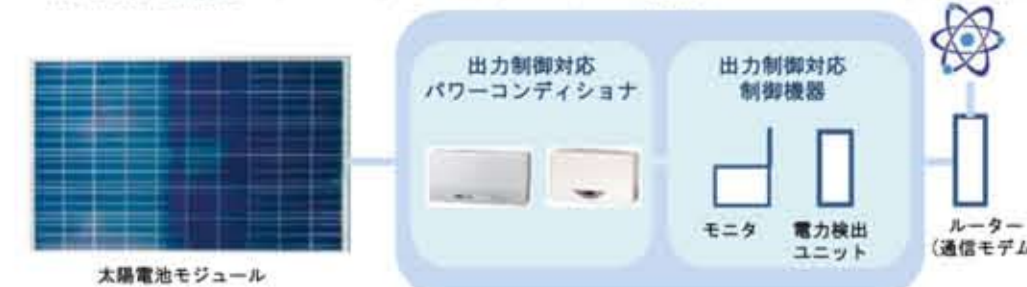 出力制御対応
パワーコンディショナ
出力制御対応
制御機器
モニタ
電力検出
ユニット
ルーター
(通信モデム
太陽電池モジュール